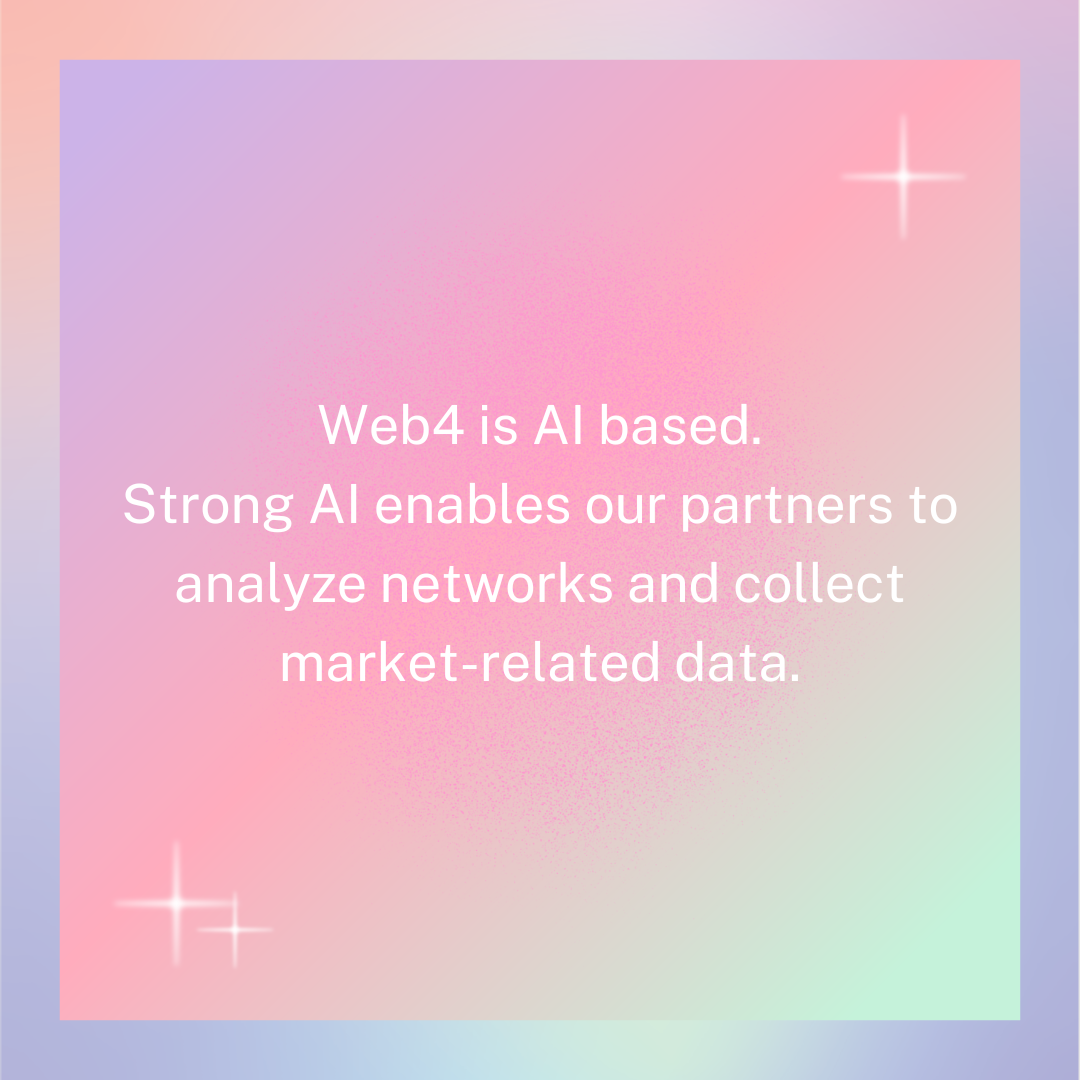 Web4 is AI based.
Strong AI enables our partners to
analyze networks and collect
market-related data.